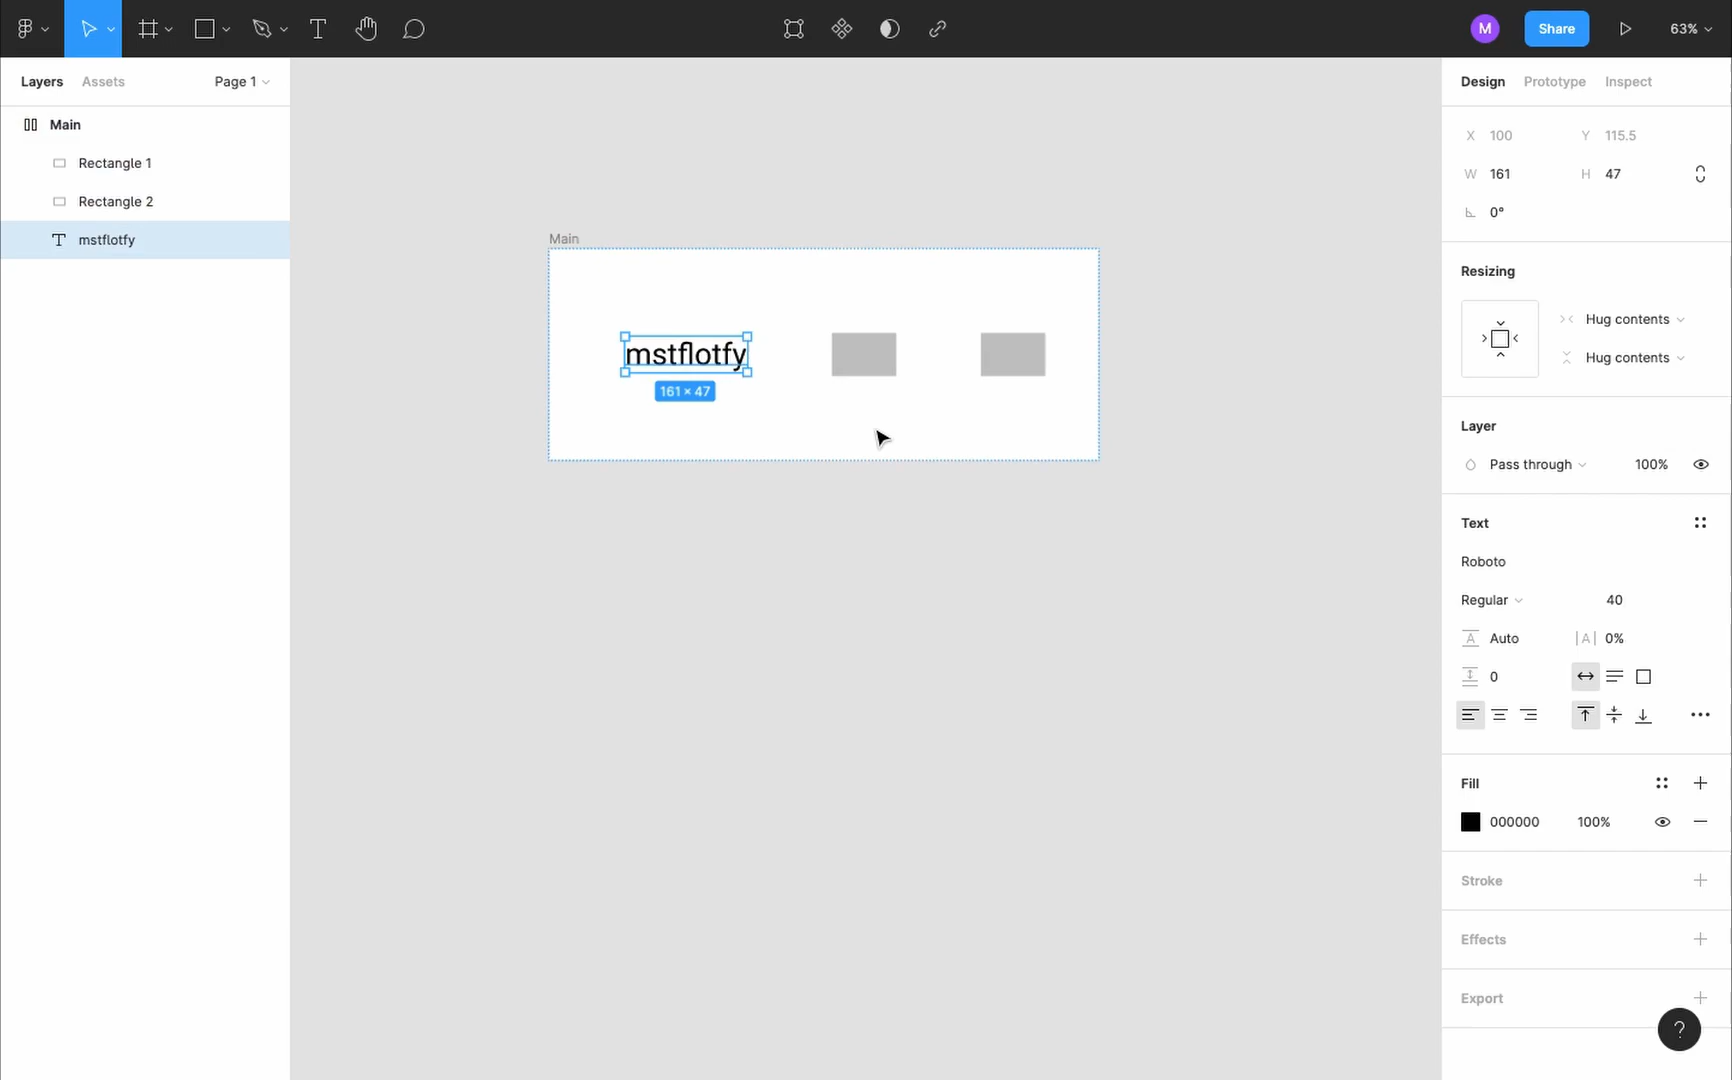 M
Share
63%
Layers
Assets
Page 1
Main
Rectangle 1
Rectangle 2
mstflotfy
Main
mstflotfy
161 × 47
Design
Prototype
Inspect
X 100
Y 115.5
W 161
H 47
0°
Resizing
Hug contents
Hug contents
Layer
Pass through
100%
Text
Roboto
Regular
40
A Auto
|A| 0%
0
Fill
000000
100%
Stroke
Effects
Export
?